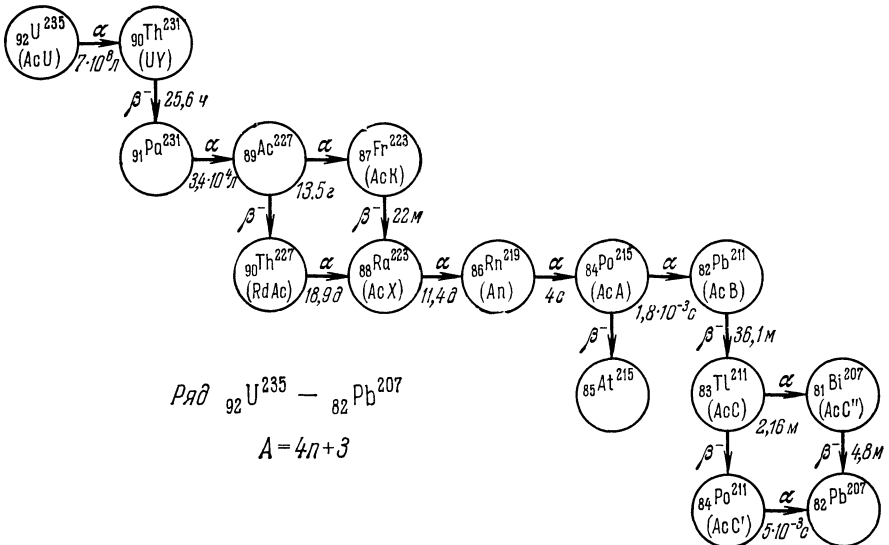 ₉₂U²³⁵ α ₉₀Th²³¹
(AcU) 7·10⁸л (UY)
β⁻ 25,6 ч
₉₁Pa²³¹ α ₈₉Ac²²⁷ α ₈₇Fr²²³
3,4·10⁴л 13,5 г (AcK)
β⁻ β⁻ 22 м
₉₀Th²²⁷ α ₈₈Ra²²³ α ₈₆Rn²¹⁹ α ₈₄Po²¹⁵ α ₈₂Pb²¹¹
(RdAc) 18,9 д (AcX) 11,4 д (An) 4 с (AcA) 1,8·10⁻³с (AcB)
β⁻ β⁻ 36,1 м
₈₅At²¹⁵ ₈₃Tl²¹¹ α ₈₁Bi²⁰⁷
(AcC) 2,16 м (AcC")
Ряд ₉₂U²³⁵ — ₈₂Pb²⁰⁷
A = 4n + 3
β⁻ β⁻ 4,8 м
₈₄Po²¹¹ α ₈₂Pb²⁰⁷
(AcC') 5·10⁻³с